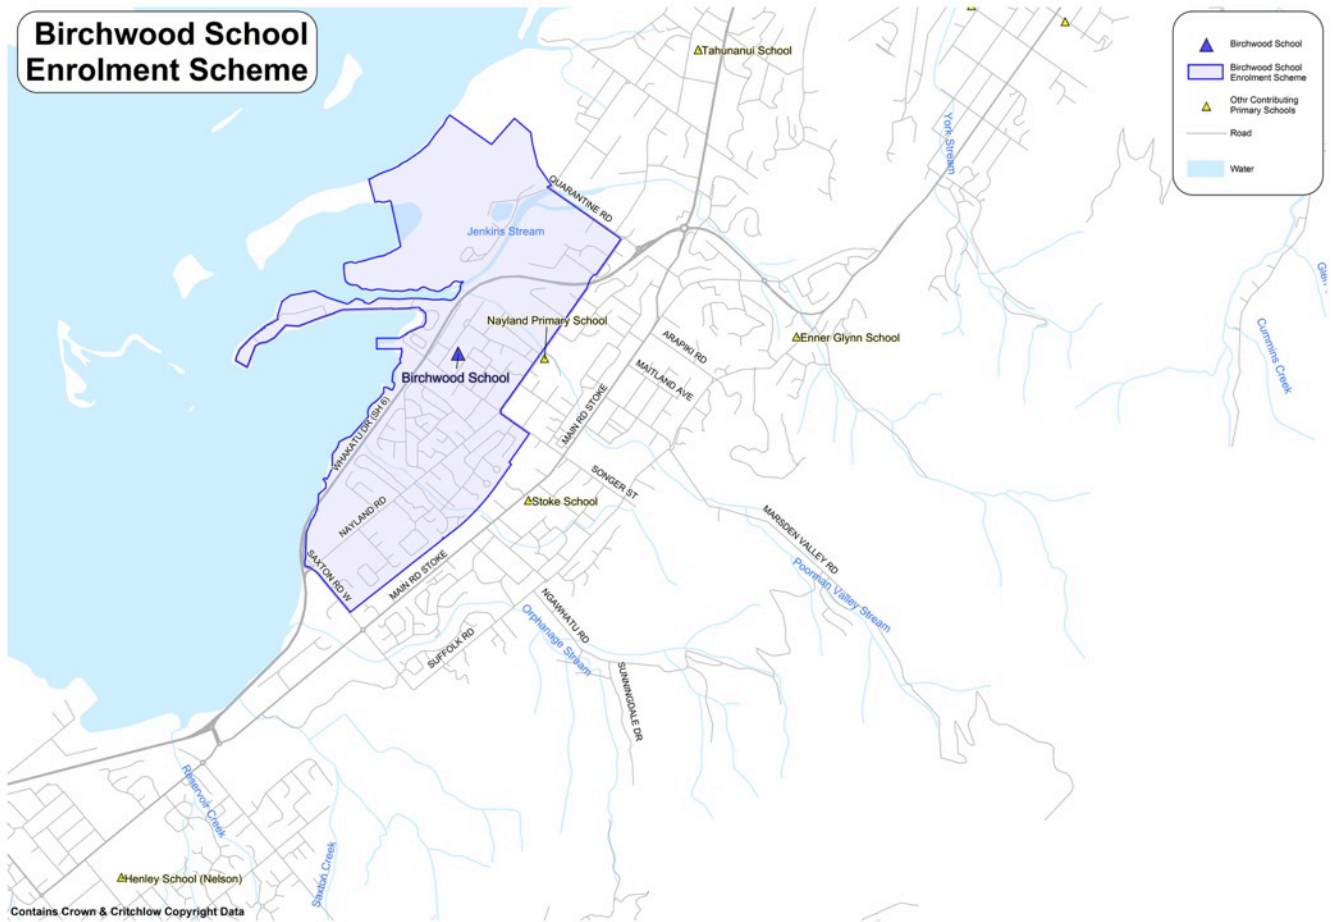 Birchwood School
Enrolment Scheme
Birchwood School
Birchwood School
Enrolment Scheme
Othr Contributing
Primary Schools
Road
Water
Tahunanui School
York Stream
QUARANTINE RD
Jenkins Stream
Nayland Primary School
Enner Glynn School
ARAPIKI RD
MAITLAND AVE
Cummins Creek
Birchwood School
MAIN RD STOKE
WHAKATU DR (SH 6)
SONGER ST
Stoke School
NAYLAND RD
MARSDEN VALLEY RD
Poorman Valley Stream
SAXTON RD W
MAIN RD STOKE
NGAWHATU RD
Orphanage Stream
SUFFOLK RD
SUNNINGDALE DR
Reservoir Creek
Saxton Creek
Henley School (Nelson)
Contains Crown & Critchlow Copyright Data